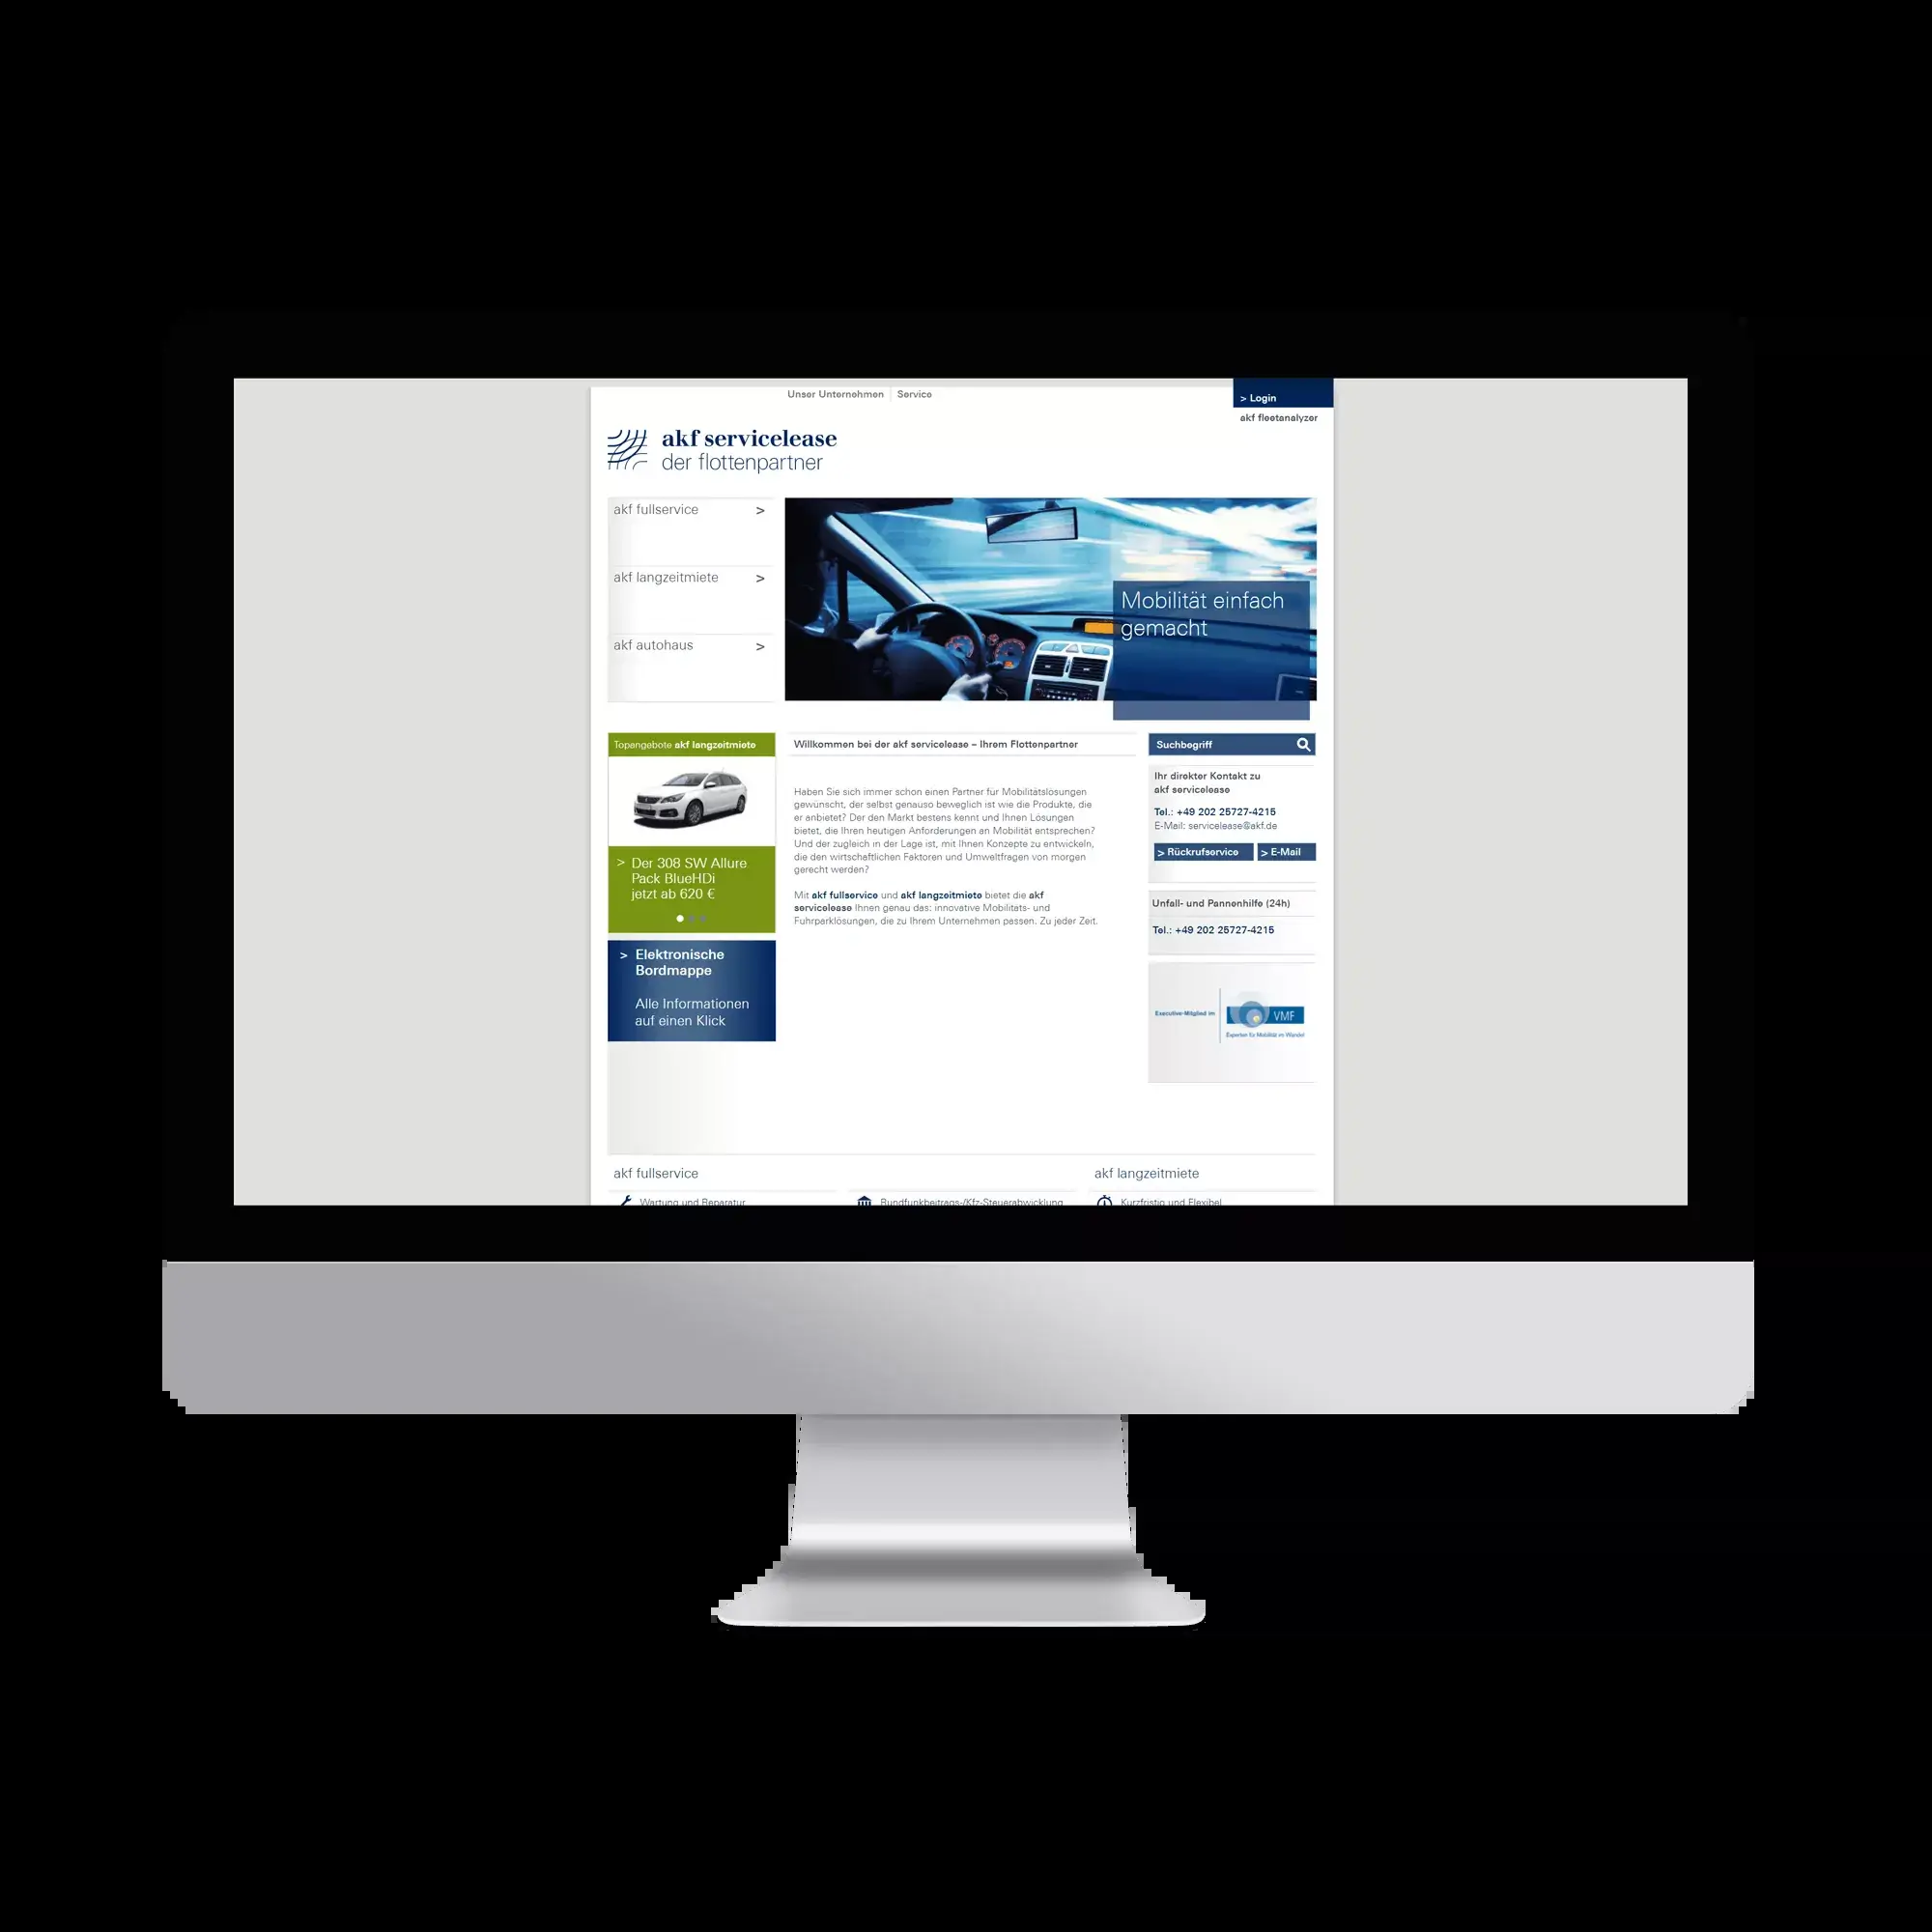 Unser Unternehmen | Service
> Login
akf fleetanalyzer
akf servicelease
der flottenpartner
akf fullservice >
akf langzeitmiete >
akf autohaus >
Mobilität einfach
gemacht
Topangebote akf langzeitmiete
> Der 308 SW Allure
Pack BlueHDi
jetzt ab 620 €
> Elektronische
Bordmappe
Alle Informationen
auf einen Klick
Willkommen bei der akf servicelease – Ihrem Flottenpartner
Haben Sie sich immer schon einen Partner für Mobilitätslösungen
gewünscht, der selbst genauso beweglich ist wie die Produkte, die
er anbietet? Der den Markt bestens kennt und Ihnen Lösungen
bietet, die Ihren heutigen Anforderungen an Mobilität entsprechen?
Und der zugleich in der Lage ist, mit Ihnen Konzepte zu entwickeln,
die den wirtschaftlichen Faktoren und Umweltfragen von morgen
gerecht werden?
Mit akf fullservice und akf langzeitmiete bietet die akf
servicelease Ihnen genau das: innovative Mobilitäts- und
Fuhrparklösungen, die zu Ihrem Unternehmen passen. Zu jeder Zeit.
Suchbegriff
Ihr direkter Kontakt zu
akf servicelease
Tel.: +49 202 25727-4215
E-Mail: servicelease@akf.de
> Rückrufservice > E-Mail
Unfall- und Pannenhilfe (24h)
Tel.: +49 202 25727-4215
Executive-Mitglied im
VMF
Experten für Mobilität im Wandel
akf fullservice
akf langzeitmiete
Wartung und Reparatur
Rundfunkbeitrags-/Kfz-Steuerabwicklung
Kurzfristig und Flexibel